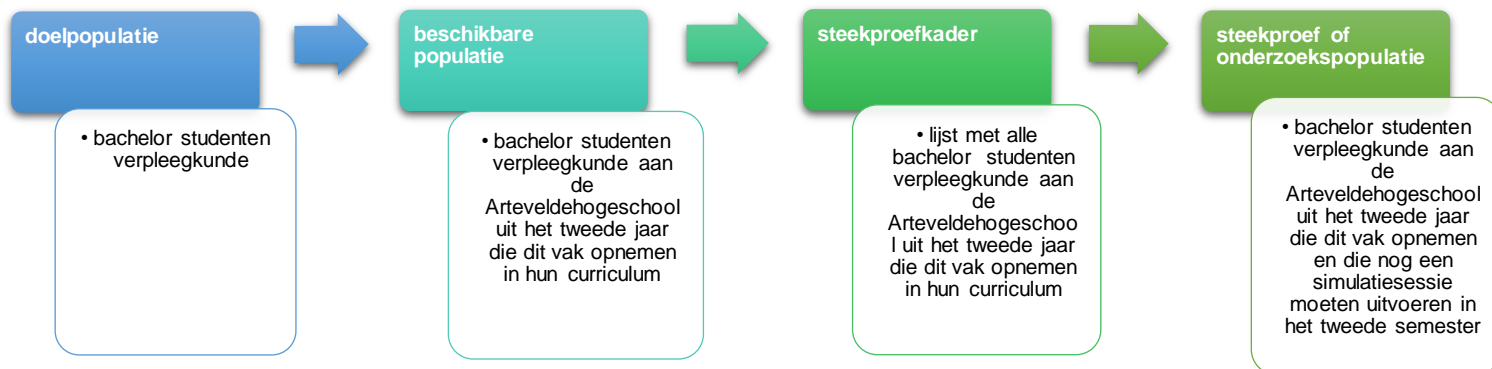 doelpopulatie
• bachelor studenten
verpleegkunde
beschikbare
populatie
• bachelor studenten
verpleegkunde aan
de
Arteveldehogeschool
uit het tweede jaar
die dit vak opnemen
in hun curriculum
steekproefkader
• lijst met alle
bachelor studenten
verpleegkunde aan
de
Arteveldehogeschoo
l uit het tweede jaar
die dit vak opnemen
in hun curriculum
steekproef of
onderzoekspopulatie
• bachelor studenten
verpleegkunde aan
de
Arteveldehogeschool
uit het tweede jaar
die dit vak opnemen
en die nog een
simulatiesessie
moeten uitvoeren in
het tweede semester